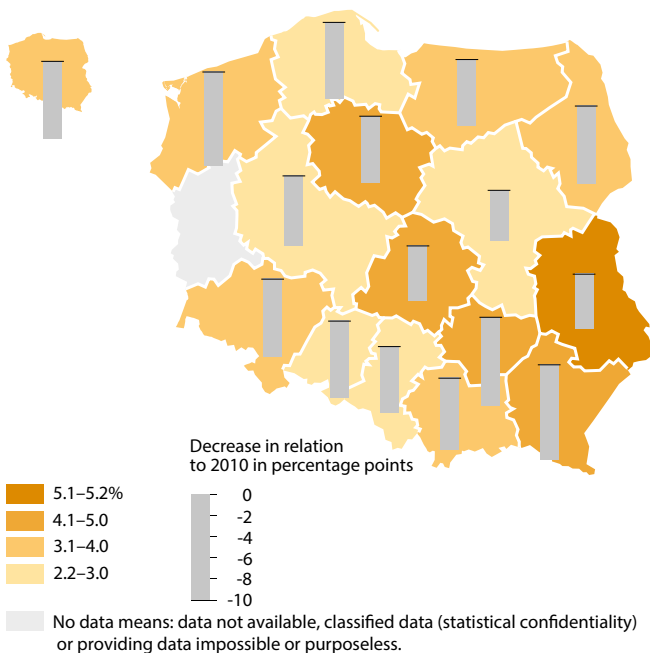 Decrease in relation
to 2010 in percentage points
0
-2
-4
-6
-8
-10
5.1–5.2%
4.1–5.0
3.1–4.0
2.2–3.0
No data means: data not available, classified data (statistical confidentiality)
or providing data impossible or purposeless.